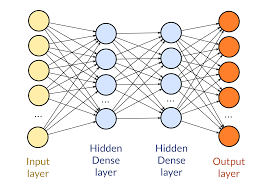 ...
...
...
...
Input
layer
Hidden
Dense
layer
Hidden
Dense
layer
Output
layer